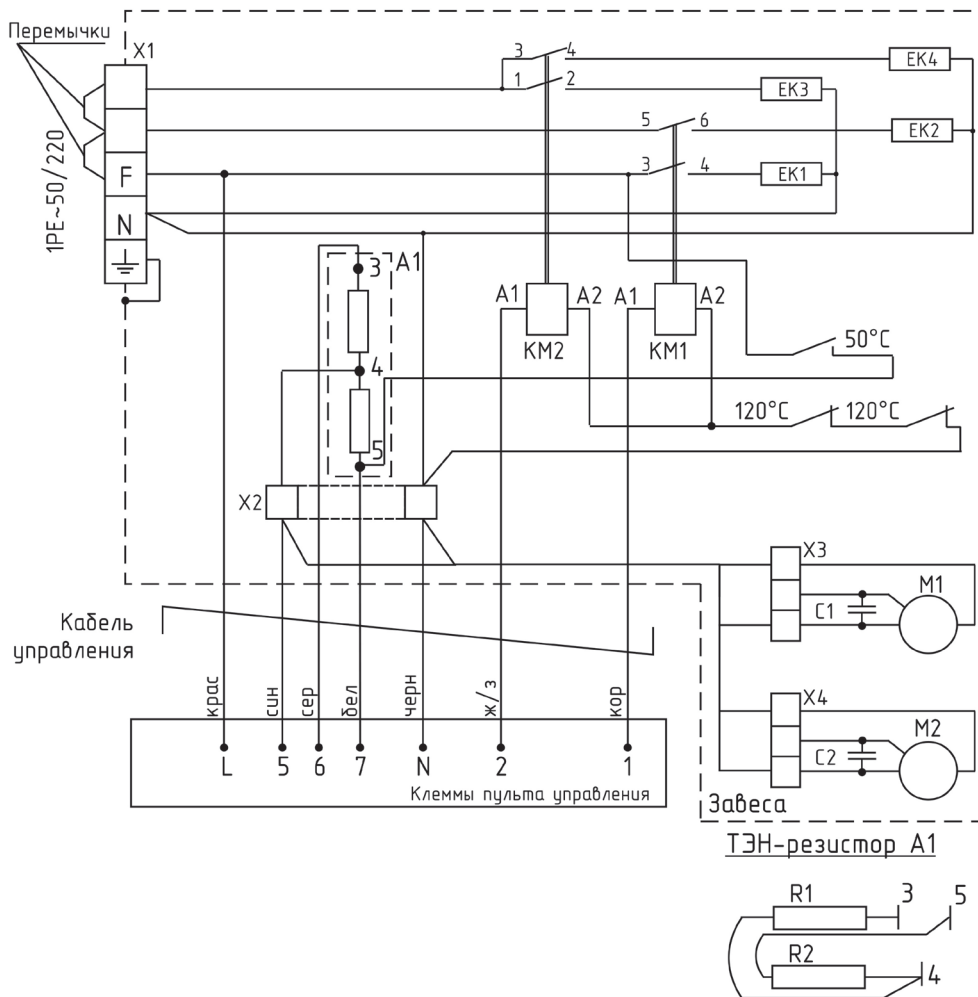 Перемычки
X1
1PE~50/220
F
N
3
4
EK4
1
2
EK3
5
6
EK2
3
4
EK1
A1
3
4
5
A1
A2
KM2
A1
A2
KM1
50°C
120°C
120°C
X2
X3
M1
C1
Кабель
управления
крас
син
сер
бел
черн
ж/з
кор
X4
M2
C2
L
5
6
7
N
2
1
Клеммы пульта управления
Завеса
ТЭН-резистор А1
R1
3
5
R2
4